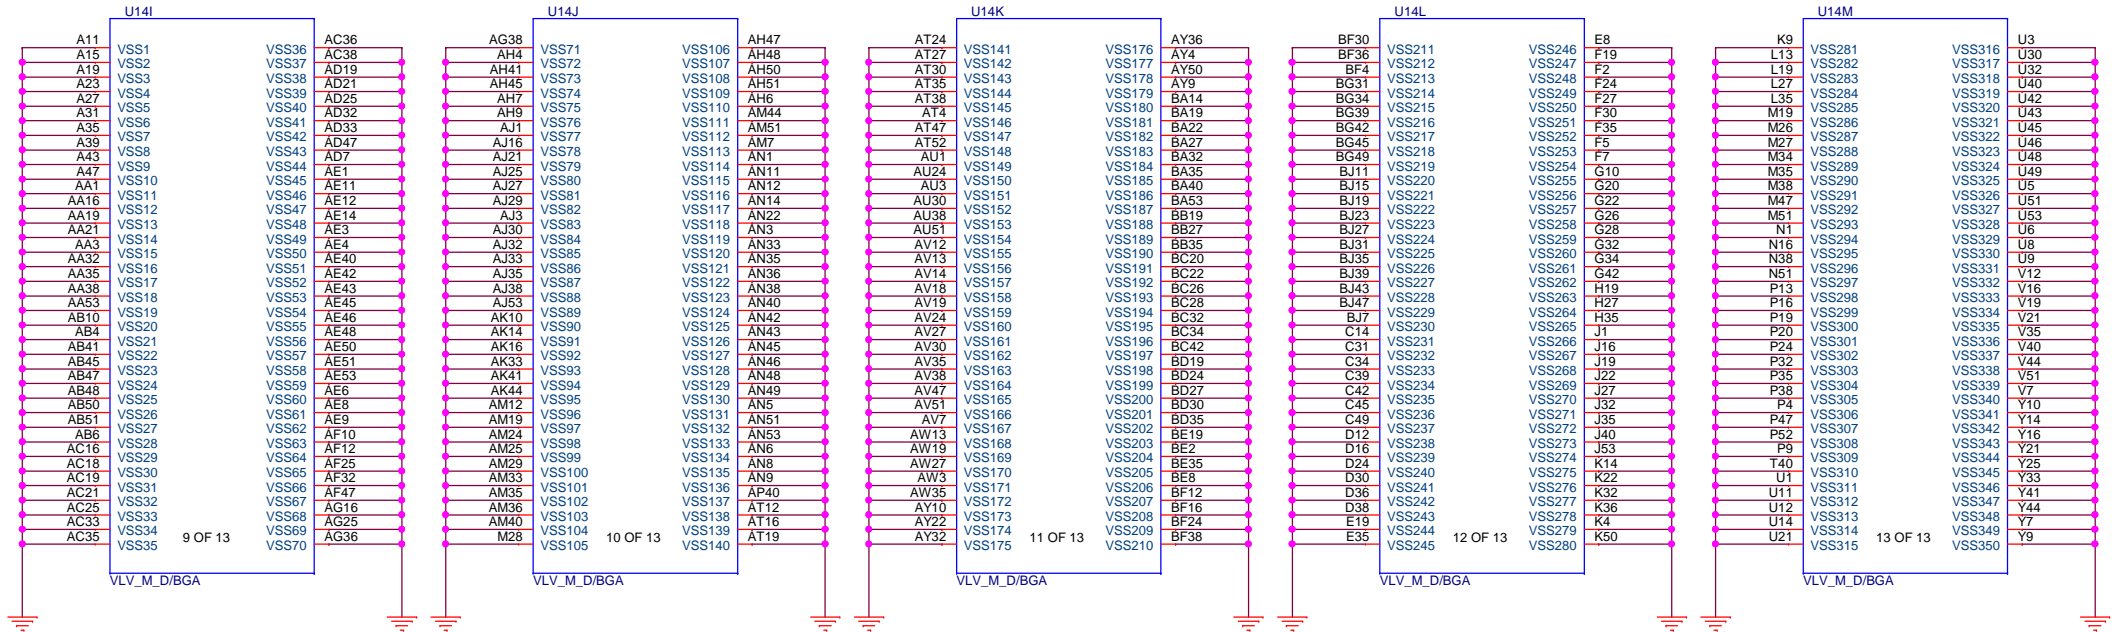 U14I
A11 VSS1 VSS36 AC36
A15 VSS2 VSS37 AC38
A19 VSS3 VSS38 AD19
A23 VSS4 VSS39 AD21
A27 VSS5 VSS40 AD25
A31 VSS6 VSS41 AD32
A35 VSS7 VSS42 AD33
A39 VSS8 VSS43 AD47
A43 VSS9 VSS44 AD7
A47 VSS10 VSS45 AE1
AA1 VSS11 VSS46 AE11
AA16 VSS12 VSS47 AE12
AA19 VSS13 VSS48 AE14
AA21 VSS14 VSS49 AE3
AA3 VSS15 VSS50 AE4
AA32 VSS16 VSS51 AE40
AA35 VSS17 VSS52 AE42
AA38 VSS18 VSS53 AE43
AA53 VSS19 VSS54 AE45
AB10 VSS20 VSS55 AE46
AB4 VSS21 VSS56 AE48
AB41 VSS22 VSS57 AE50
AB45 VSS23 VSS58 AE51
AB47 VSS24 VSS59 AE53
AB48 VSS25 VSS60 AE6
AB50 VSS26 VSS61 AE8
AB51 VSS27 VSS62 AE9
AB6 VSS28 VSS63 AF10
AC16 VSS29 VSS64 AF12
AC18 VSS30 VSS65 AF25
AC19 VSS31 VSS66 AF32
AC21 VSS32 VSS67 AF47
AC25 VSS33 VSS68 AG16
AC33 VSS34 VSS69 AG25
AC35 VSS35 9 OF 13 VSS70 AG36
VLV_M_D/BGA
U14J
AG38 VSS71 VSS106 AH47
AH4 VSS72 VSS107 AH48
AH41 VSS73 VSS108 AH50
AH45 VSS74 VSS109 AH51
AH7 VSS75 VSS110 AH6
AH9 VSS76 VSS111 AM44
AJ1 VSS77 VSS112 AM51
AJ16 VSS78 VSS113 AM7
AJ21 VSS79 VSS114 AN1
AJ25 VSS80 VSS115 AN11
AJ27 VSS81 VSS116 AN12
AJ29 VSS82 VSS117 AN14
AJ3 VSS83 VSS118 AN22
AJ30 VSS84 VSS119 AN3
AJ32 VSS85 VSS120 AN33
AJ33 VSS86 VSS121 AN35
AJ35 VSS87 VSS122 AN36
AJ38 VSS88 VSS123 AN38
AJ53 VSS89 VSS124 AN40
AK10 VSS90 VSS125 AN42
AK14 VSS91 VSS126 AN43
AK16 VSS92 VSS127 AN45
AK33 VSS93 VSS128 AN46
AK41 VSS94 VSS129 AN48
AK44 VSS95 VSS130 AN49
AM12 VSS96 VSS131 AN5
AM19 VSS97 VSS132 AN51
AM24 VSS98 VSS133 AN53
AM25 VSS99 VSS134 AN6
AM29 VSS100 VSS135 AN8
AM33 VSS101 VSS136 AN9
AM35 VSS102 VSS137 AP40
AM36 VSS103 VSS138 AT12
AM40 VSS104 VSS139 AT16
M28 VSS105 10 OF 13 VSS140 AT19
VLV_M_D/BGA
U14K
AT24 VSS141 VSS176 AY36
AT27 VSS142 VSS177 AY4
AT30 VSS143 VSS178 AY50
AT35 VSS144 VSS179 AY9
AT38 VSS145 VSS180 BA14
AT4 VSS146 VSS181 BA19
AT47 VSS147 VSS182 BA22
AT52 VSS148 VSS183 BA27
AU1 VSS149 VSS184 BA32
AU24 VSS150 VSS185 BA35
AU3 VSS151 VSS186 BA40
AU30 VSS152 VSS187 BA53
AU38 VSS153 VSS188 BB19
AU51 VSS154 VSS189 BB27
AV12 VSS155 VSS190 BB35
AV13 VSS156 VSS191 BC20
AV14 VSS157 VSS192 BC22
AV18 VSS158 VSS193 BC26
AV19 VSS159 VSS194 BC28
AV24 VSS160 VSS195 BC32
AV27 VSS161 VSS196 BC34
AV30 VSS162 VSS197 BC42
AV35 VSS163 VSS198 BD19
AV38 VSS164 VSS199 BD24
AV47 VSS165 VSS200 BD27
AV51 VSS166 VSS201 BD30
AV7 VSS167 VSS202 BD35
AW13 VSS168 VSS203 BE19
AW19 VSS169 VSS204 BE2
AW27 VSS170 VSS205 BE35
AW3 VSS171 VSS206 BE8
AW35 VSS172 VSS207 BF12
AY10 VSS173 VSS208 BF16
AY22 VSS174 VSS209 BF24
AY32 VSS175 11 OF 13 VSS210 BF38
VLV_M_D/BGA
U14L
BF30 VSS211 VSS246 E8
BF36 VSS212 VSS247 F19
BF4 VSS213 VSS248 F2
BG31 VSS214 VSS249 F24
BG34 VSS215 VSS250 F27
BG39 VSS216 VSS251 F30
BG42 VSS217 VSS252 F35
BG45 VSS218 VSS253 F5
BG49 VSS219 VSS254 F7
BJ11 VSS220 VSS255 G10
BJ15 VSS221 VSS256 G20
BJ19 VSS222 VSS257 G22
BJ23 VSS223 VSS258 G26
BJ27 VSS224 VSS259 G28
BJ31 VSS225 VSS260 G32
BJ35 VSS226 VSS261 G34
BJ39 VSS227 VSS262 G42
BJ43 VSS228 VSS263 H19
BJ47 VSS229 VSS264 H27
BJ7 VSS230 VSS265 H35
C14 VSS231 VSS266 J1
C31 VSS232 VSS267 J16
C34 VSS233 VSS268 J19
C39 VSS234 VSS269 J22
C42 VSS235 VSS270 J27
C45 VSS236 VSS271 J32
C49 VSS237 VSS272 J35
D12 VSS238 VSS273 J40
D16 VSS239 VSS274 J53
D24 VSS240 VSS275 K14
D30 VSS241 VSS276 K22
D36 VSS242 VSS277 K32
D38 VSS243 VSS278 K36
E19 VSS244 VSS279 K4
E35 VSS245 12 OF 13 VSS280 K50
VLV_M_D/BGA
U14M
K9 VSS281 VSS316 U3
L13 VSS282 VSS317 U30
L19 VSS283 VSS318 U32
L27 VSS284 VSS319 U40
L35 VSS285 VSS320 U42
M19 VSS286 VSS321 U43
M26 VSS287 VSS322 U45
M27 VSS288 VSS323 U46
M34 VSS289 VSS324 U48
M35 VSS290 VSS325 U49
M38 VSS291 VSS326 U5
M47 VSS292 VSS327 U51
M51 VSS293 VSS328 U53
N1 VSS294 VSS329 U6
N16 VSS295 VSS330 U8
N38 VSS296 VSS331 U9
N51 VSS297 VSS332 V12
P13 VSS298 VSS333 V16
P16 VSS299 VSS334 V19
P19 VSS300 VSS335 V21
P20 VSS301 VSS336 V35
P24 VSS302 VSS337 V40
P32 VSS303 VSS338 V44
P35 VSS304 VSS339 V51
P38 VSS305 VSS340 V7
P4 VSS306 VSS341 Y10
P47 VSS307 VSS342 Y14
P52 VSS308 VSS343 Y16
P9 VSS309 VSS344 Y21
T40 VSS310 VSS345 Y25
U1 VSS311 VSS346 Y33
U11 VSS312 VSS347 Y41
U12 VSS313 VSS348 Y44
U14 VSS314 VSS349 Y7
U21 VSS315 13 OF 13 VSS350 Y9
VLV_M_D/BGA